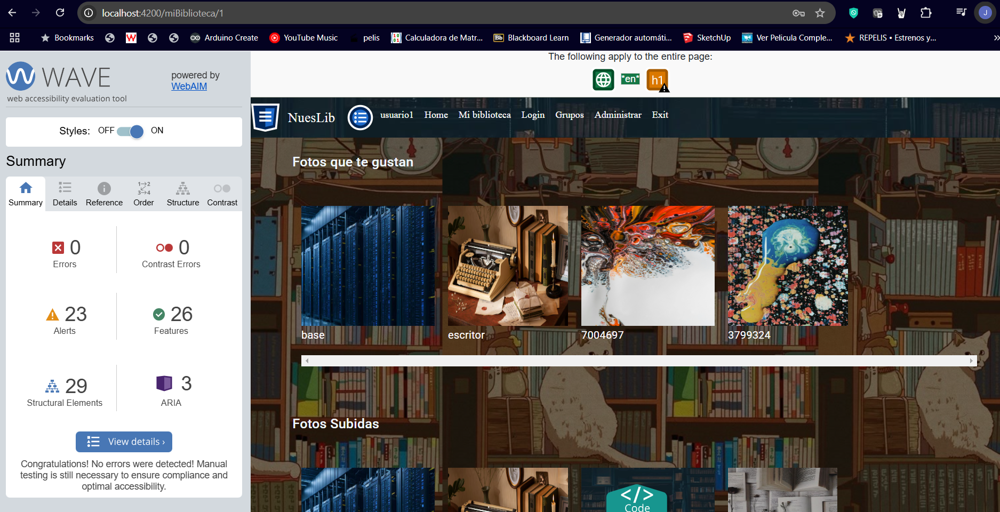 localhost:4200/miBiblioteca/1
J
Bookmarks
Arduino Create
YouTube Music
pelis
Calculadora de Matr...
Bb Blackboard Learn
Generador automáti...
SketchUp
Ver Pelicula Comple...
REPELIS • Estrenos y...
»
WAVE
powered by
WebAIM
web accessibility evaluation tool
Styles: OFF ON
Summary
Summary
Details
Reference
Order
Structure
Contrast
0
Errors
0
Contrast Errors
23
Alerts
26
Features
29
Structural Elements
3
ARIA
View details ›
Congratulations! No errors were detected! Manual
testing is still necessary to ensure compliance and
optimal accessibility.
The following apply to the entire page:
*en*
h1
NuesLib
usuario1
Home
Mi biblioteca
Login
Grupos
Administrar
Exit
Fotos que te gustan
base
escritor
7004697
3799324
Fotos Subidas
</>
Code